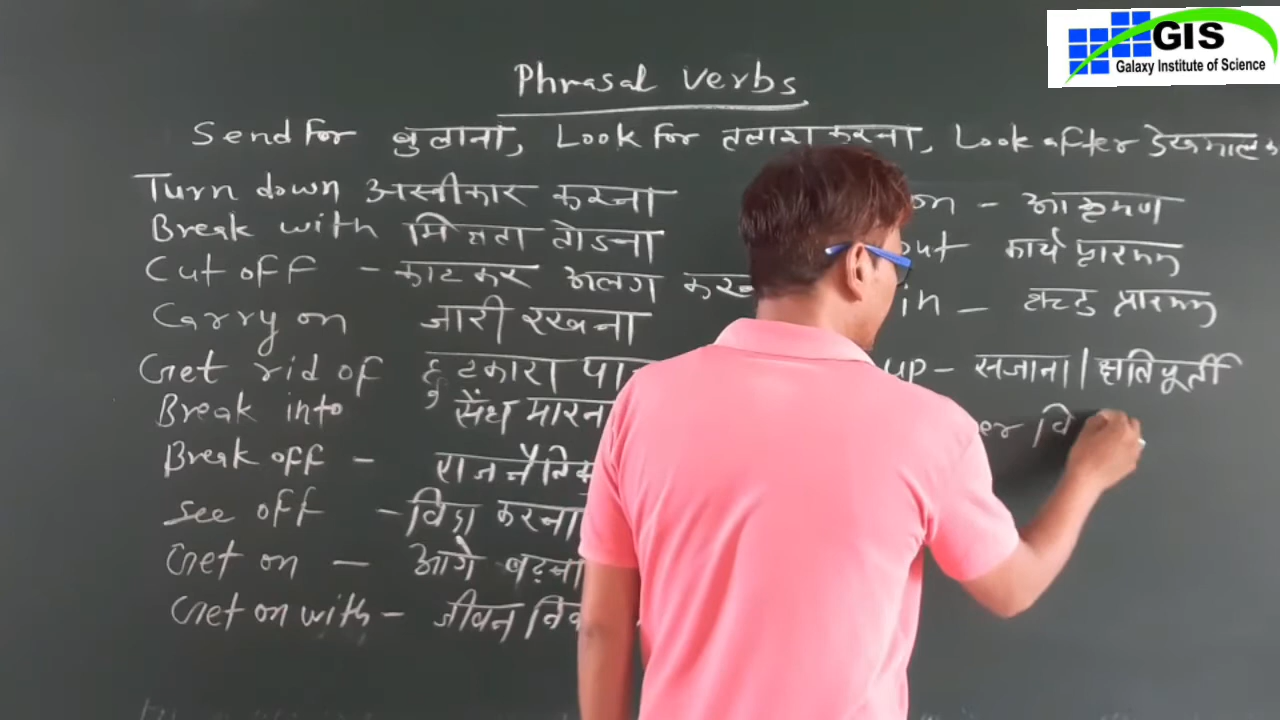 GIS
Galaxy Institute of Science
Phrasal Verbs
Send for बुलाना, Look for तलाश करना, Look after देखभाल क
Turn down अस्वीकार करना
Break with मित्रता तोडना
Cut off - काटकर अलग कर
Carry on जारी रखना
Get rid of छुटकारा पा
Break into सेंध मारना
Break off - राजनैतिक
See off - विदा करना
Get on - आगे बढ़ना
Get on with - जीवन
on - आक्रमण
out कार्य प्रारम्भ
in -
up - सजाना / क्षतिपूर्ती
er वि